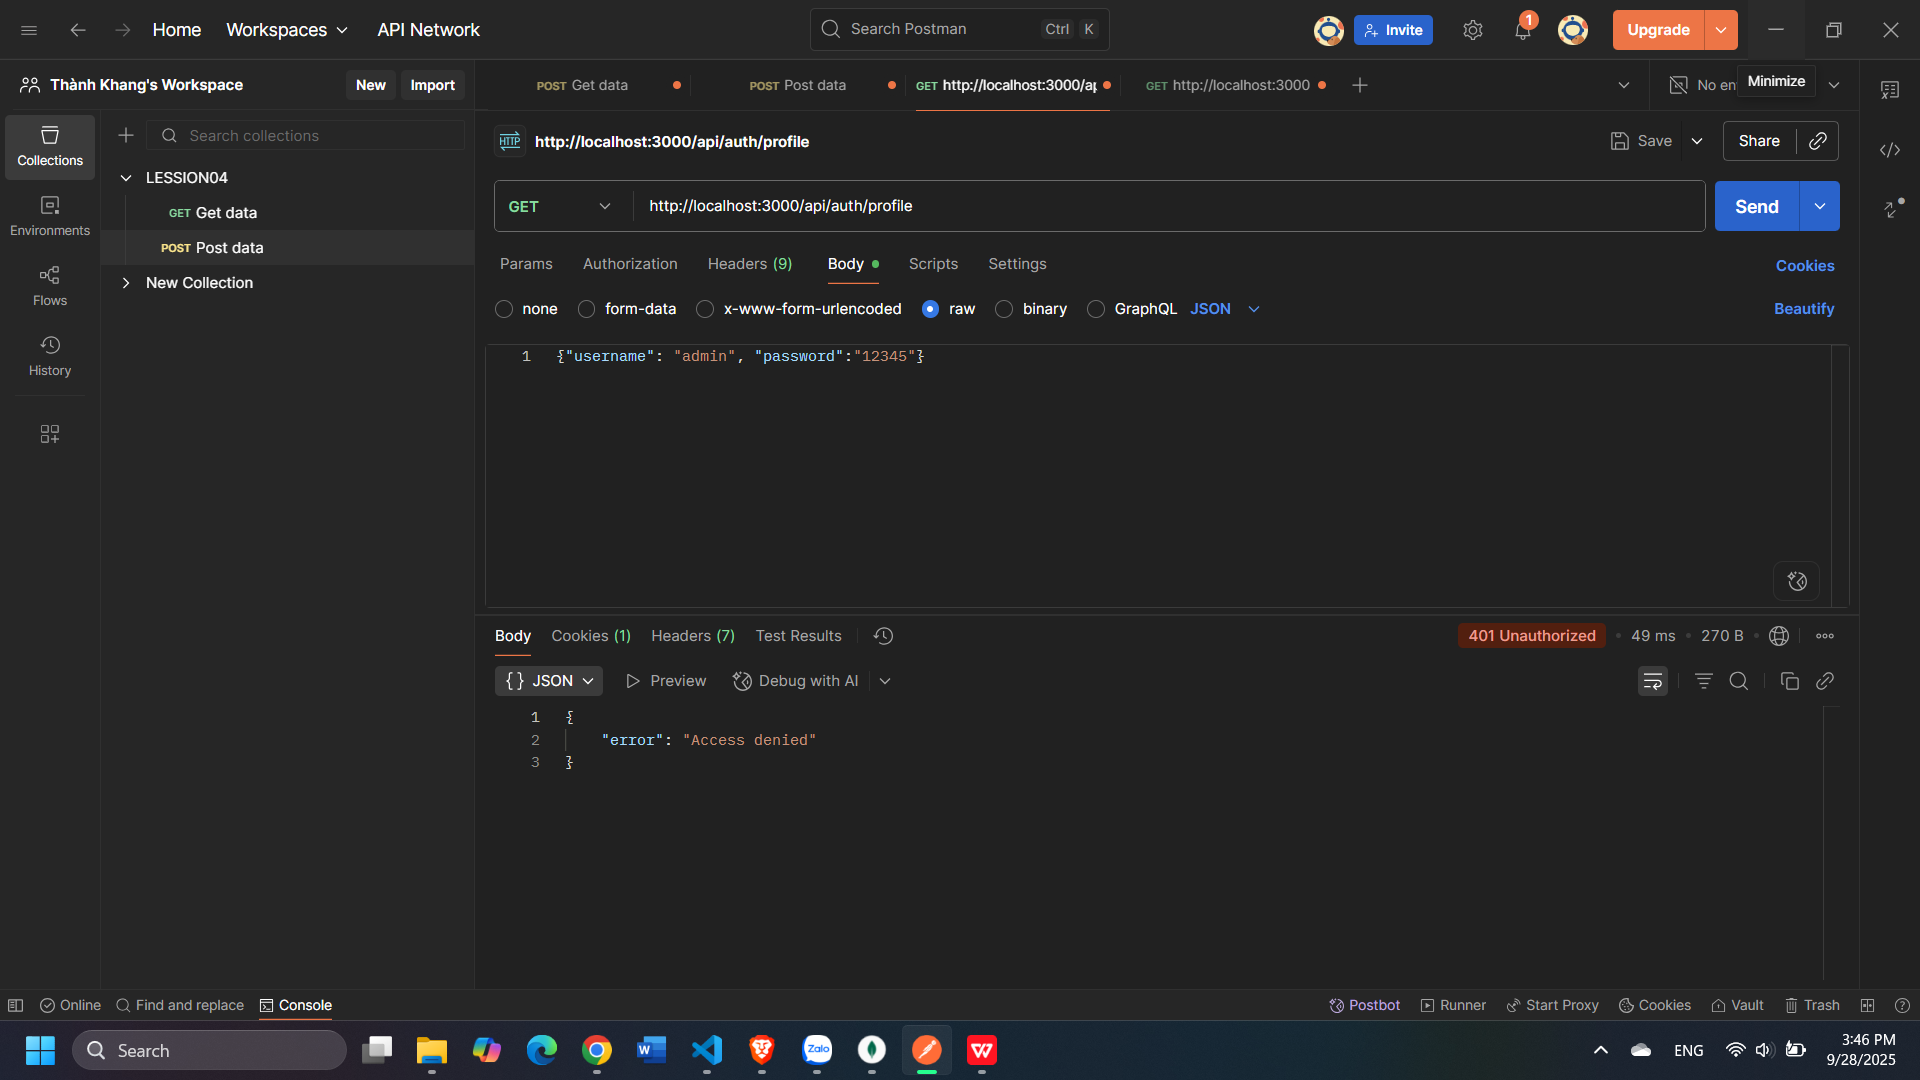 Home
Workspaces
API Network
Search Postman
Ctrl
K
Invite
1
Upgrade
Thành Khang's Workspace
New
Import
POST Get data
POST Post data
GET http://localhost:3000/ap
GET http://localhost:3000
No en
Minimize
Collections
Environments
Flows
History
Search collections
LESSION04
GET Get data
POST Post data
New Collection
HTTP
http://localhost:3000/api/auth/profile
Save
Share
GET
http://localhost:3000/api/auth/profile
Send
Params
Authorization
Headers (9)
Body
Scripts
Settings
Cookies
none
form-data
x-www-form-urlencoded
raw
binary
GraphQL
JSON
Beautify
1 {"username": "admin", "password":"12345"}
Body
Cookies (1)
Headers (7)
Test Results
401 Unauthorized
49 ms
270 B
{} JSON
Preview
Debug with AI
1 {
2 "error": "Access denied"
3 }
Online
Find and replace
Console
Postbot
Runner
Start Proxy
Cookies
Vault
Trash
Search
W
Zalo
W
ENG
3:46 PM
9/28/2025